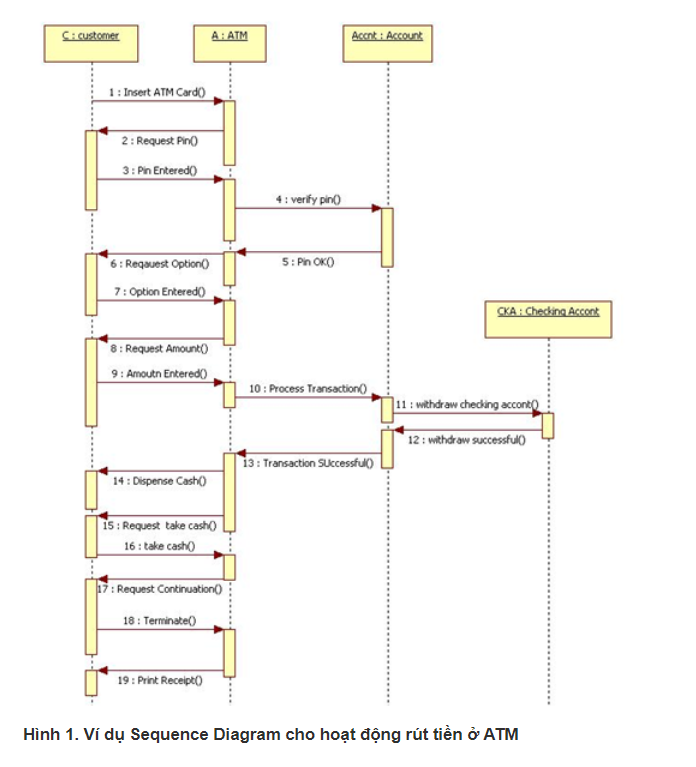 C : customer
A : ATM
Accnt : Account
1 : Insert ATM Card()
2 : Request Pin()
3 : Pin Entered()
4 : verify pin()
5 : Pin OK()
6 : Reqauest Option()
7 : Option Entered()
CKA : Checking Accont
8 : Request Amount()
9 : Amoutn Entered()
10 : Process Transaction()
11 : withdraw checking accont()
12 : withdraw successful()
13 : Transaction SUccessful()
14 : Dispense Cash()
15 : Request take cash()
16 : take cash()
17 : Request Continuation()
18 : Terminate()
19 : Print Receipt()
Hình 1. Ví dụ Sequence Diagram cho hoạt động rút tiền ở ATM